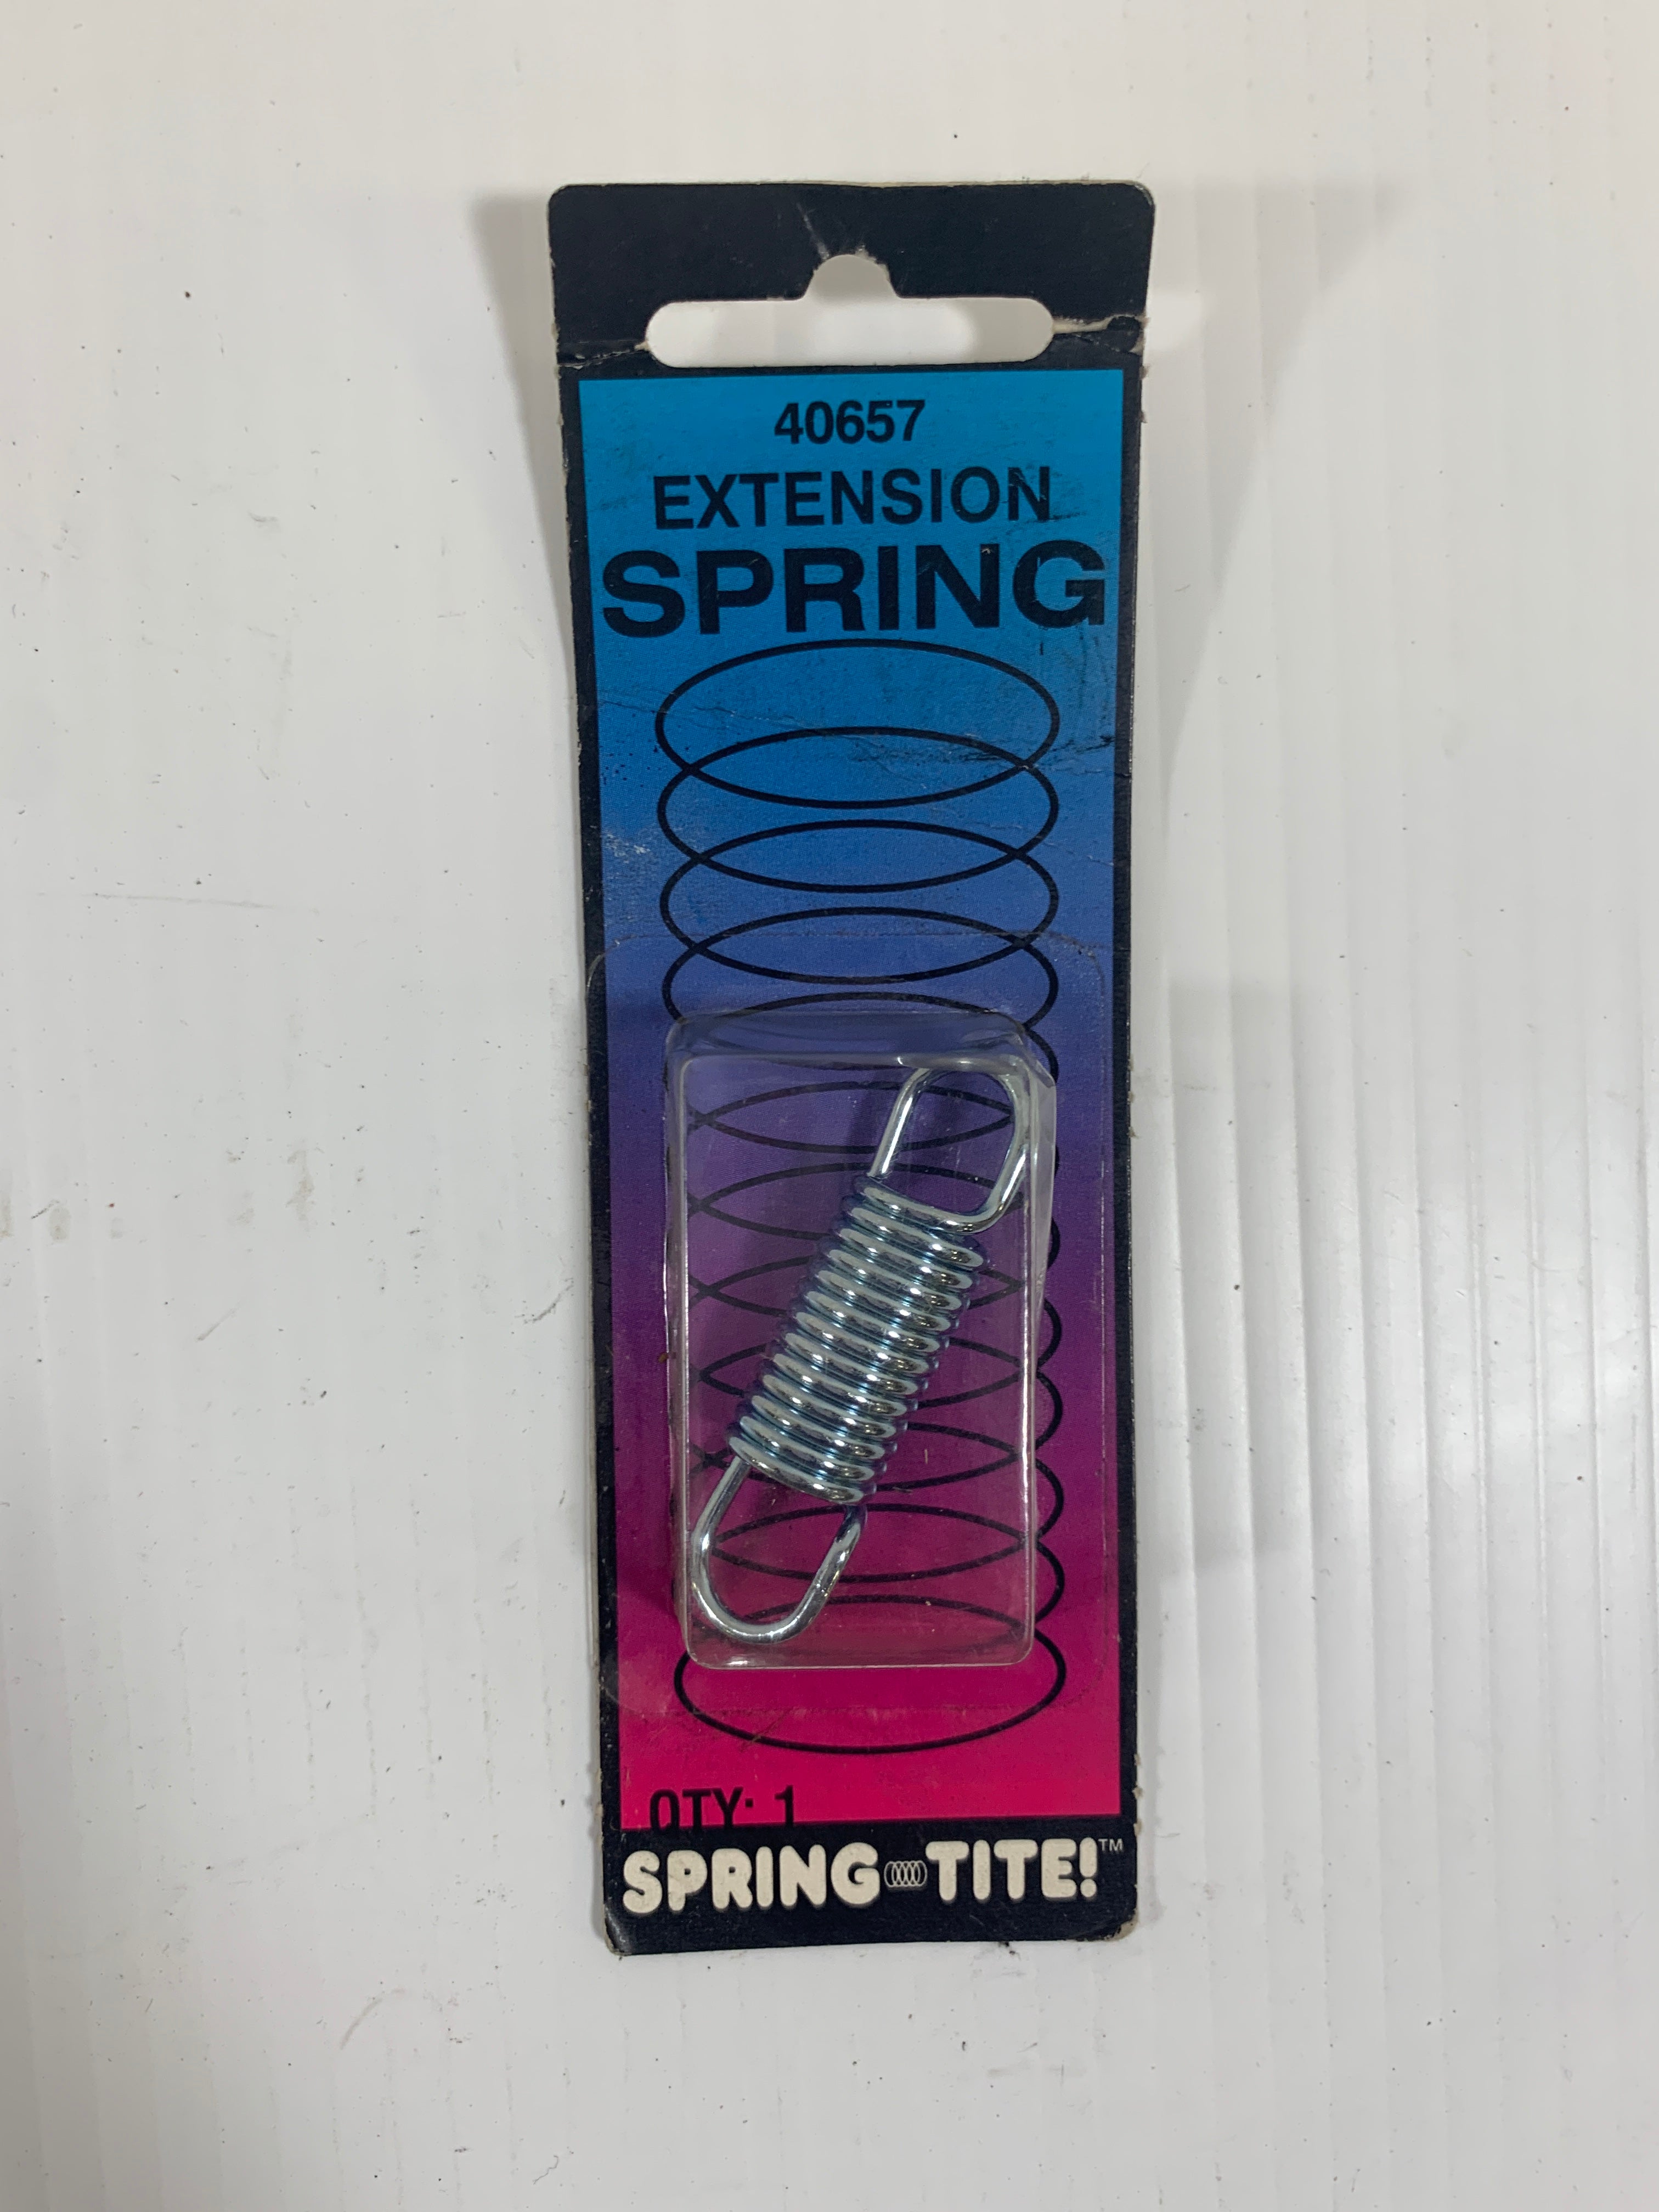 40657
EXTENSION
SPRING
QTY: 1
SPRING TITE!™